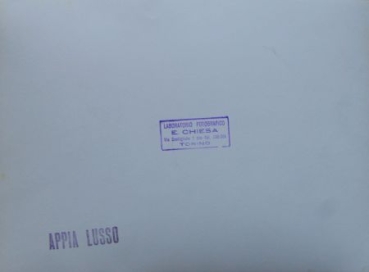 LABORATORIO FOTOGRAFICO
E. CHIESA
TORINO
APPIA LUSSO